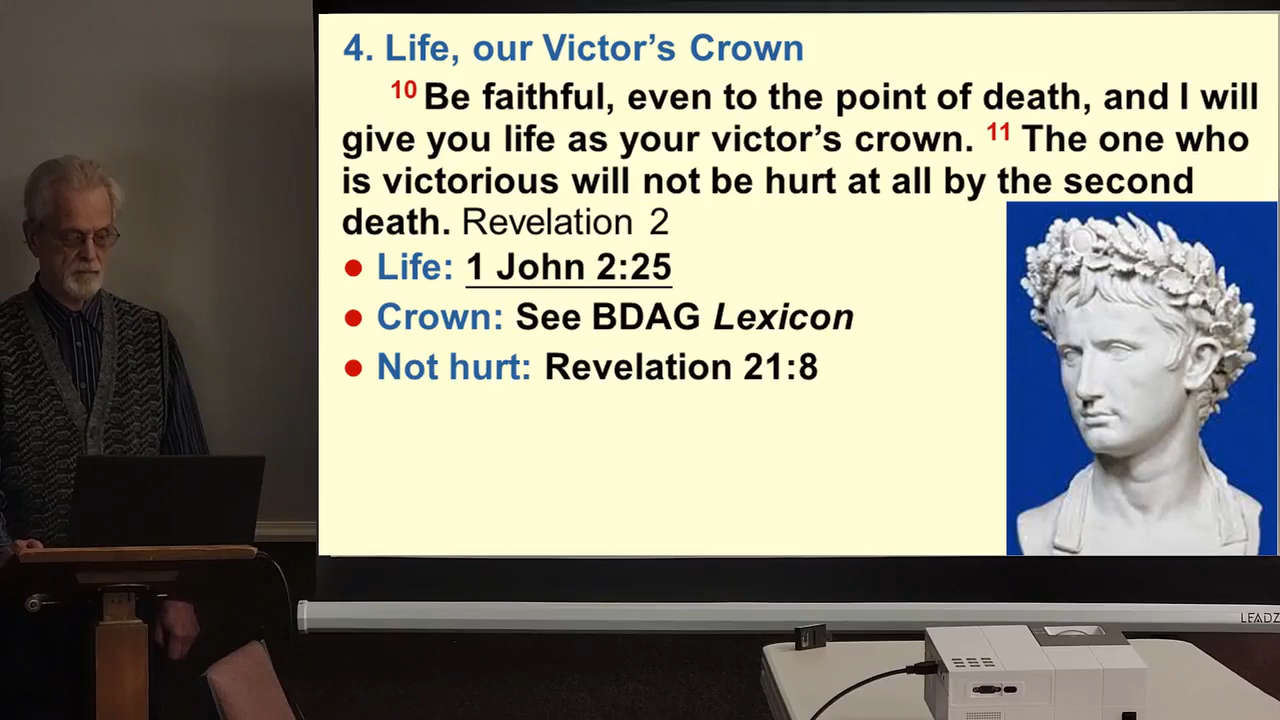 4. Life, our Victor’s Crown
10 Be faithful, even to the point of death, and I will
give you life as your victor’s crown. 11 The one who
is victorious will not be hurt at all by the second
death. Revelation 2
● Life: 1 John 2:25
● Crown: See BDAG Lexicon
● Not hurt: Revelation 21:8
LEADZ